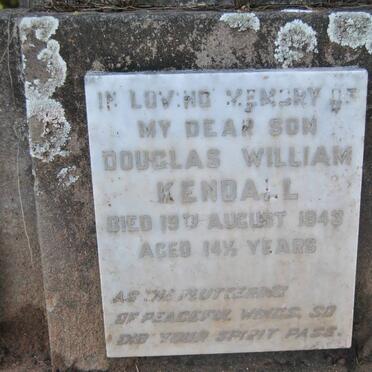 IN LOVING MEMORY OF
MY DEAR SON
DOUGLAS WILLIAM
KENDALL
DIED 19TH AUGUST 1949
AGED 14½ YEARS
AS THE FLUTTERING
OF PEACEFUL WINGS, SO
DID YOUR SPIRIT PASS.